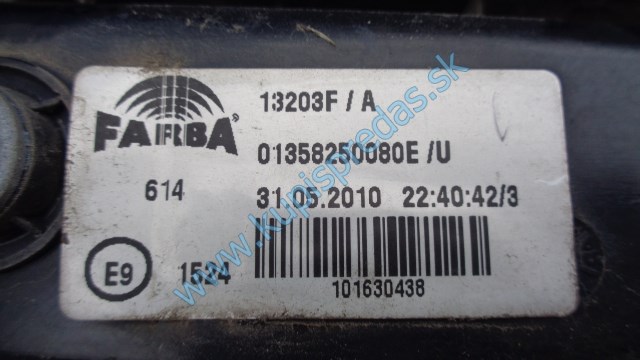 13203F / A
FARBA
01358250080E /U
614
31.05.2010 22:40:42/3
E9 1524
101630438
www.kupispredas.sk